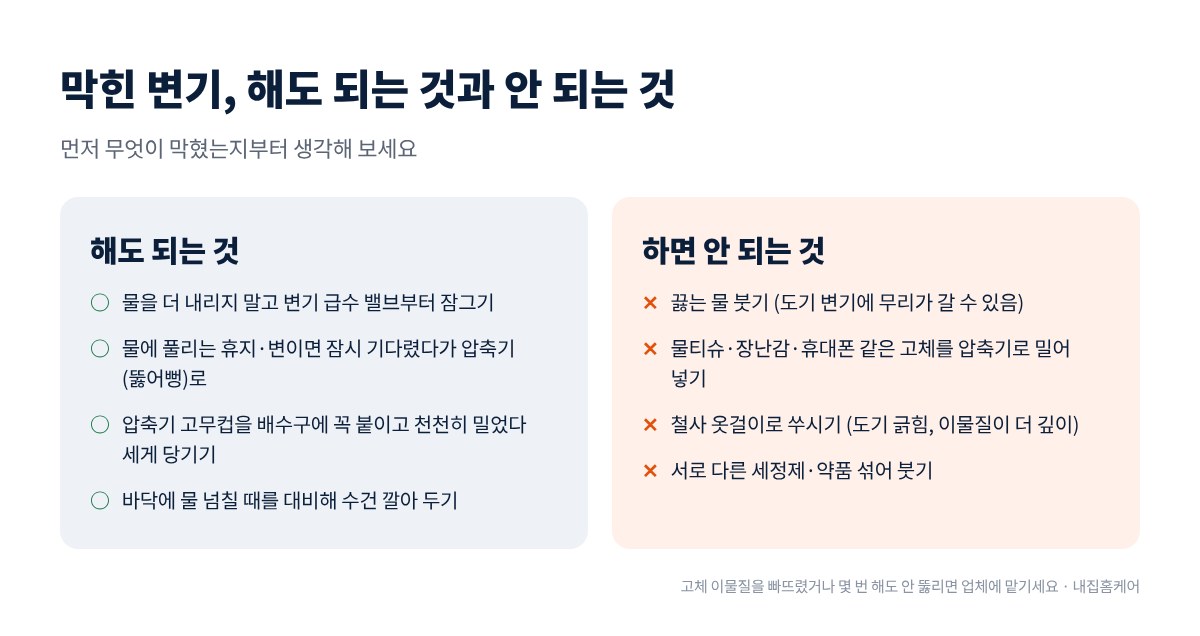 막힌 변기, 해도 되는 것과 안 되는 것
먼저 무엇이 막혔는지부터 생각해 보세요
해도 되는 것
○ 물을 더 내리지 말고 변기 급수 밸브부터 잠그기
○ 물에 풀리는 휴지·변이면 잠시 기다렸다가 압축기
(뚫어뻥)로
○ 압축기 고무컵을 배수구에 꼭 붙이고 천천히 밀었다
세게 당기기
○ 바닥에 물 넘칠 때를 대비해 수건 깔아 두기
하면 안 되는 것
✕ 끓는 물 붓기 (도기 변기에 무리가 갈 수 있음)
✕ 물티슈·장난감·휴대폰 같은 고체를 압축기로 밀어
넣기
✕ 철사 옷걸이로 쑤시기 (도기 긁힘, 이물질이 더 깊이)
✕ 서로 다른 세정제·약품 섞어 붓기
고체 이물질을 빠뜨렸거나 몇 번 해도 안 뚫리면 업체에 맡기세요 · 내집홈케어